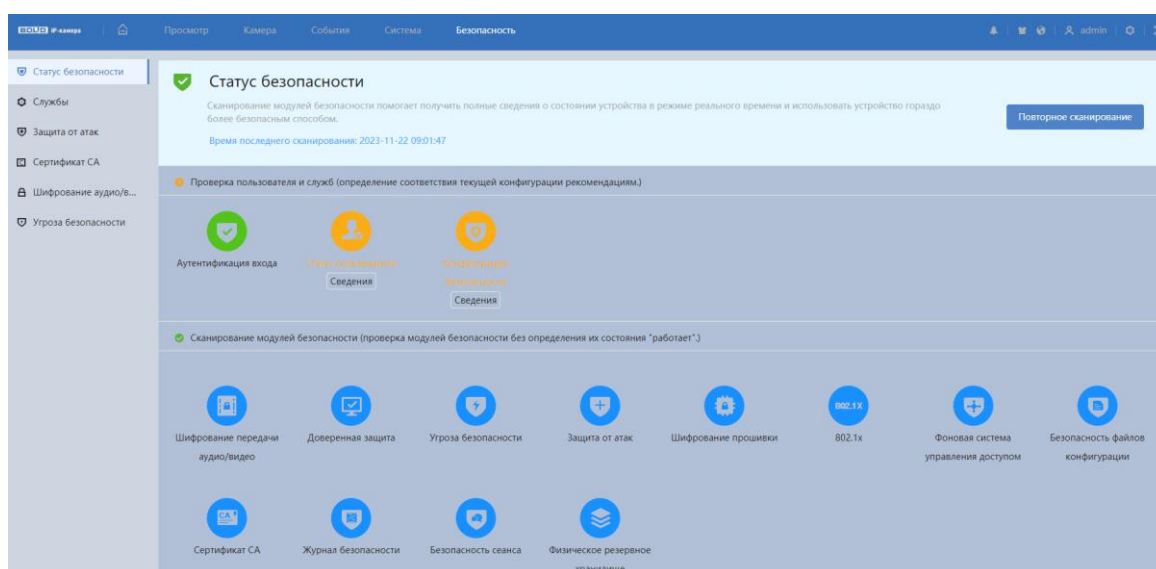 BOLID IP-камера
Просмотр Камера События Система Безопасность
admin
Статус безопасности
Службы
Защита от атак
Сертификат CA
Шифрование аудио/в...
Угроза безопасности
Статус безопасности
Сканирование модулей безопасности помогает получить полные сведения о состоянии устройства в режиме реального времени и использовать устройство гораздо
более безопасным способом.
Время последнего сканирования: 2023-11-22 09:01:47
Повторное сканирование
Проверка пользователя и служб (определение соответствия текущей конфигурации рекомендациям.)
Аутентификация входа
Сведения
Сведения
Сканирование модулей безопасности (проверка модулей безопасности без определения их состояния "работает".)
802.1X
Шифрование передачи
аудио/видео
Доверенная защита
Угроза безопасности
Защита от атак
Шифрование прошивки
802.1x
Фоновая система
управления доступом
Безопасность файлов
конфигурации
CA
Сертификат CA
Журнал безопасности
Безопасность сеанса
Физическое резервное